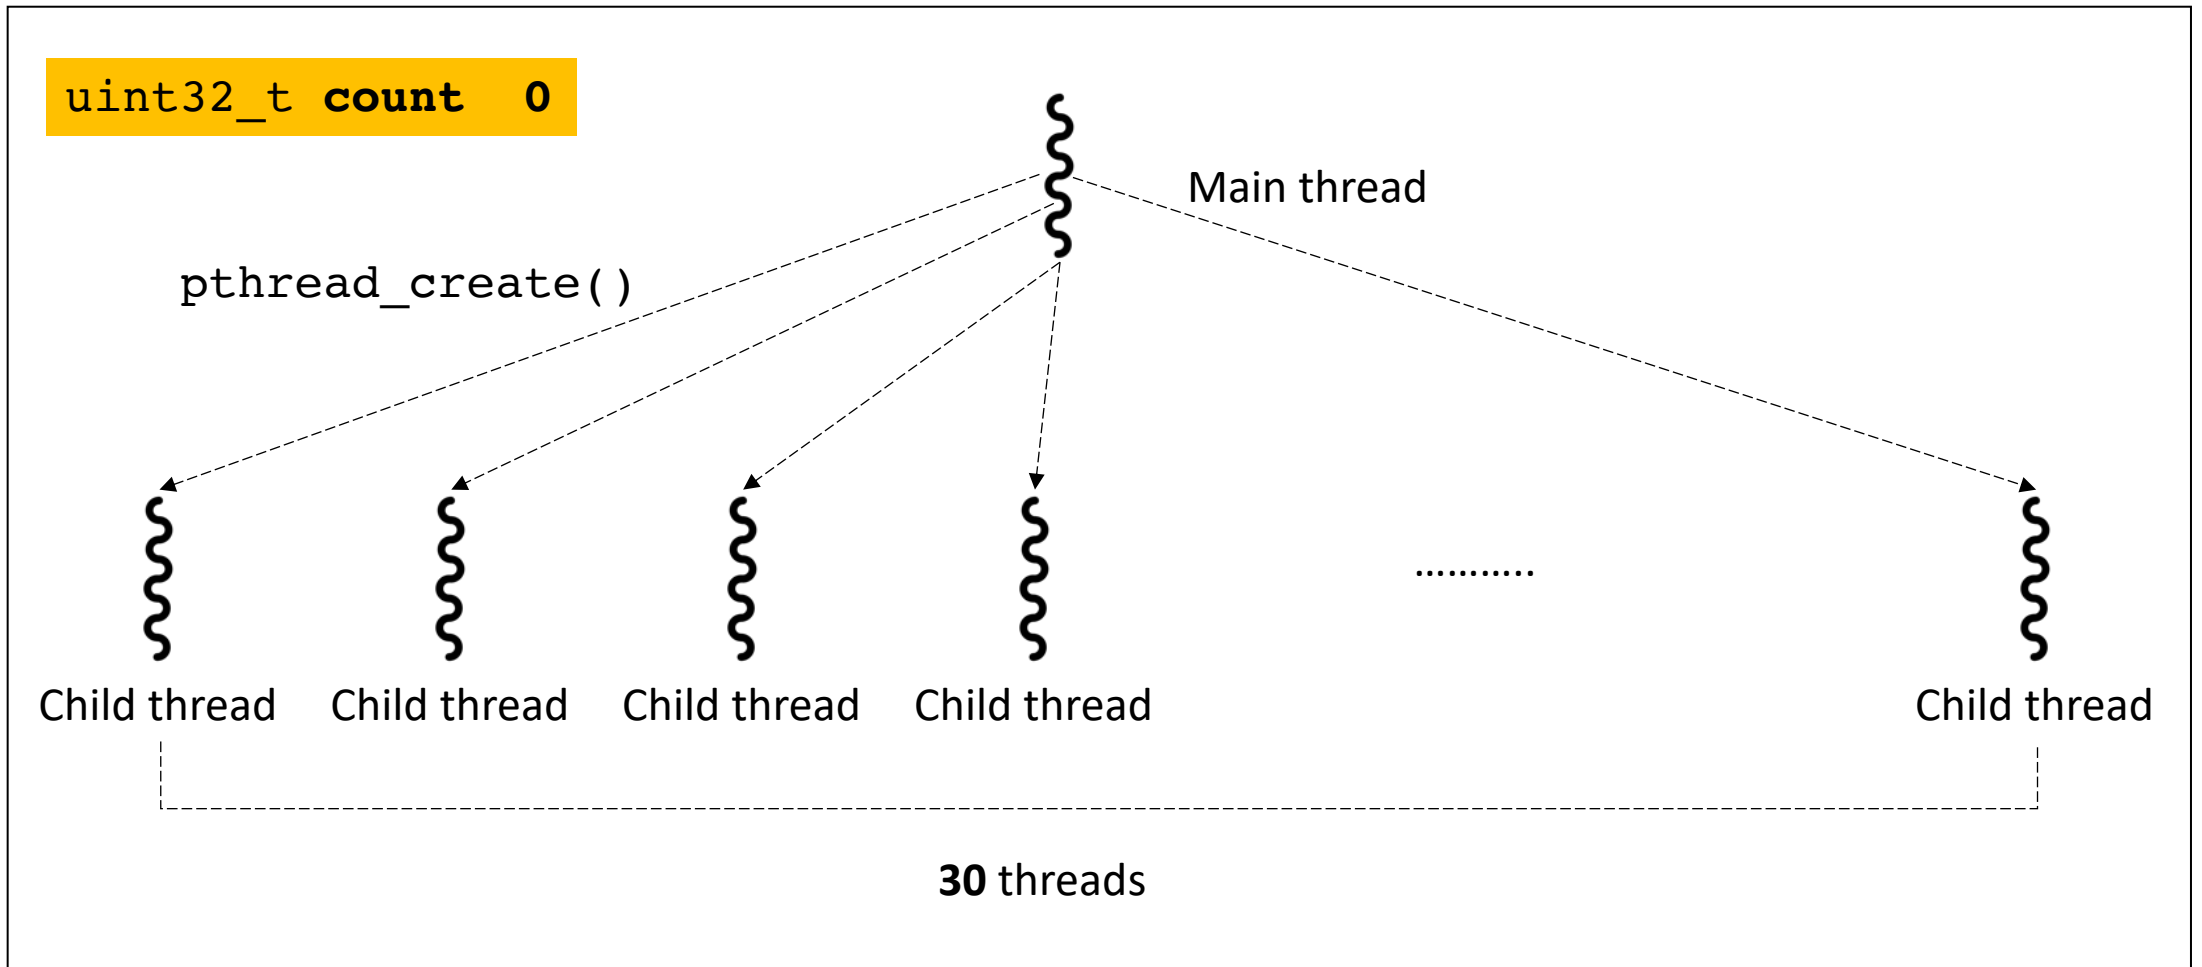 uint32_t count 0
Main thread
pthread_create()
...........
Child thread
Child thread
Child thread
Child thread
Child thread
30 threads